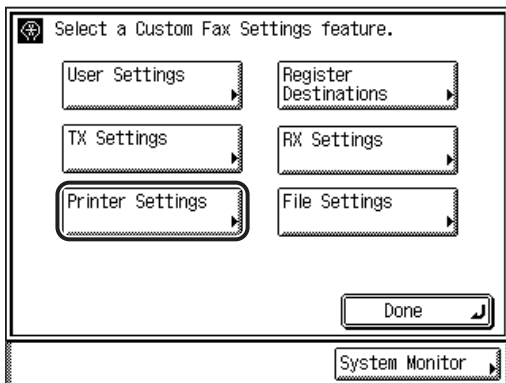 Select a Custom Fax Settings feature.
User Settings
Register
Destinations
TX Settings
RX Settings
Printer Settings
File Settings
Done
System Monitor